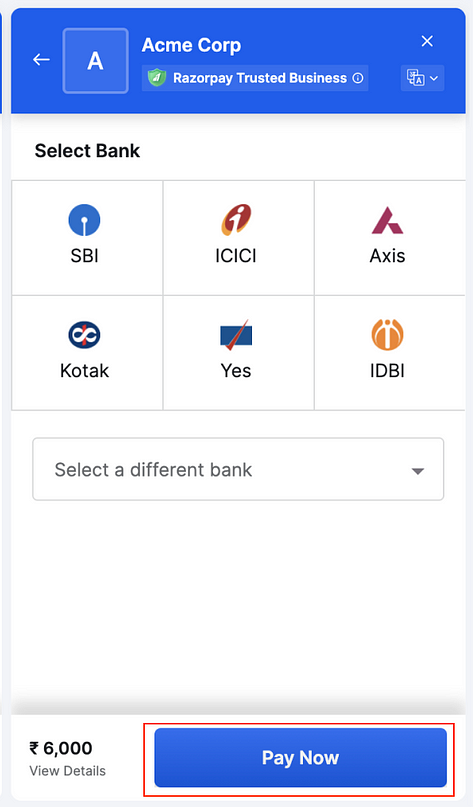 Acme Corp
A
Razorpay Trusted Business
Select Bank
SBI
ICICI
Axis
Kotak
Yes
IDBI
Select a different bank
₹ 6,000
View Details
Pay Now